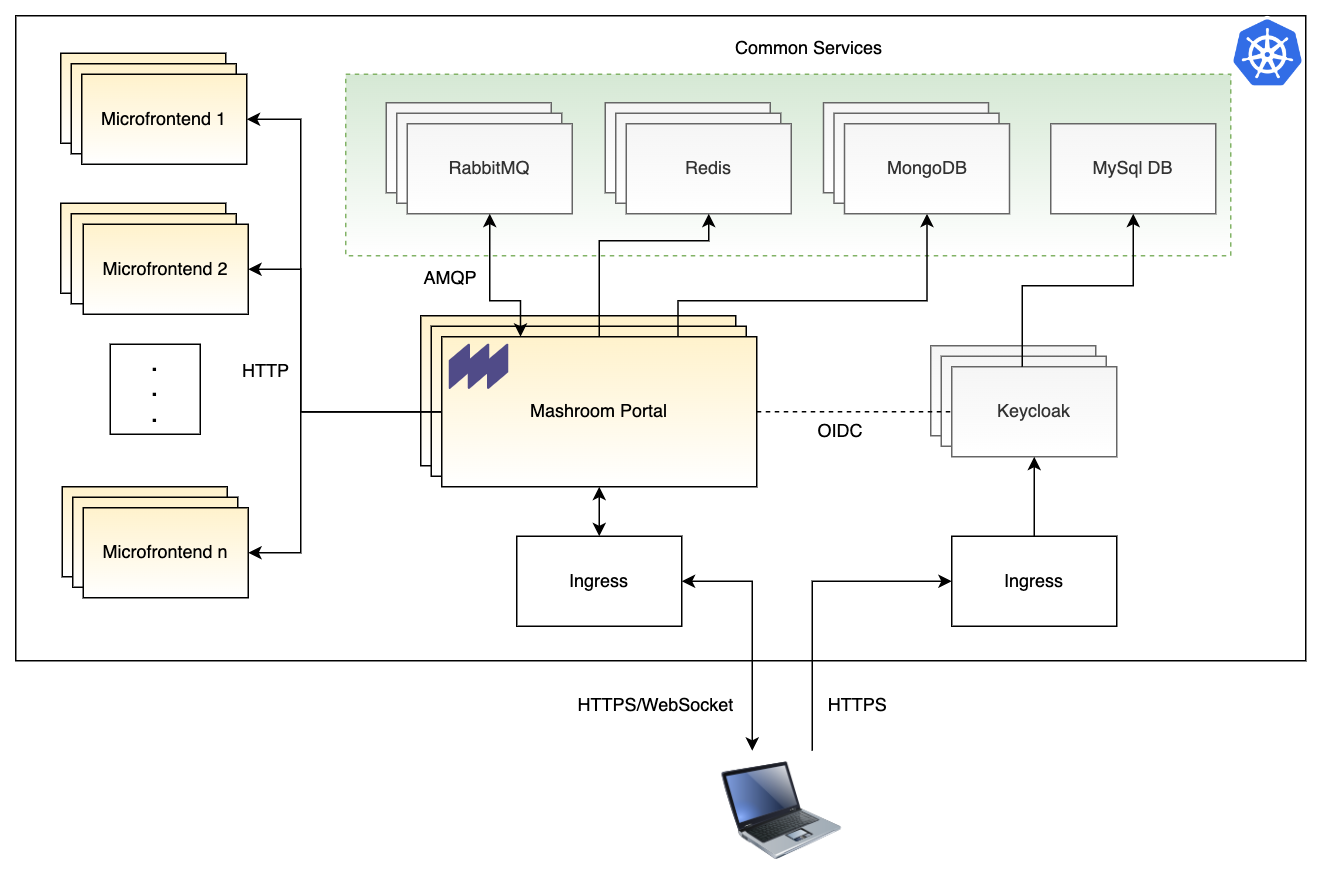 Common Services
Microfrontend 1
RabbitMQ
Redis
MongoDB
MySql DB
Microfrontend 2
AMQP
.
.
.
HTTP
Mashroom Portal
OIDC
Keycloak
Microfrontend n
Ingress
Ingress
HTTPS/WebSocket
HTTPS